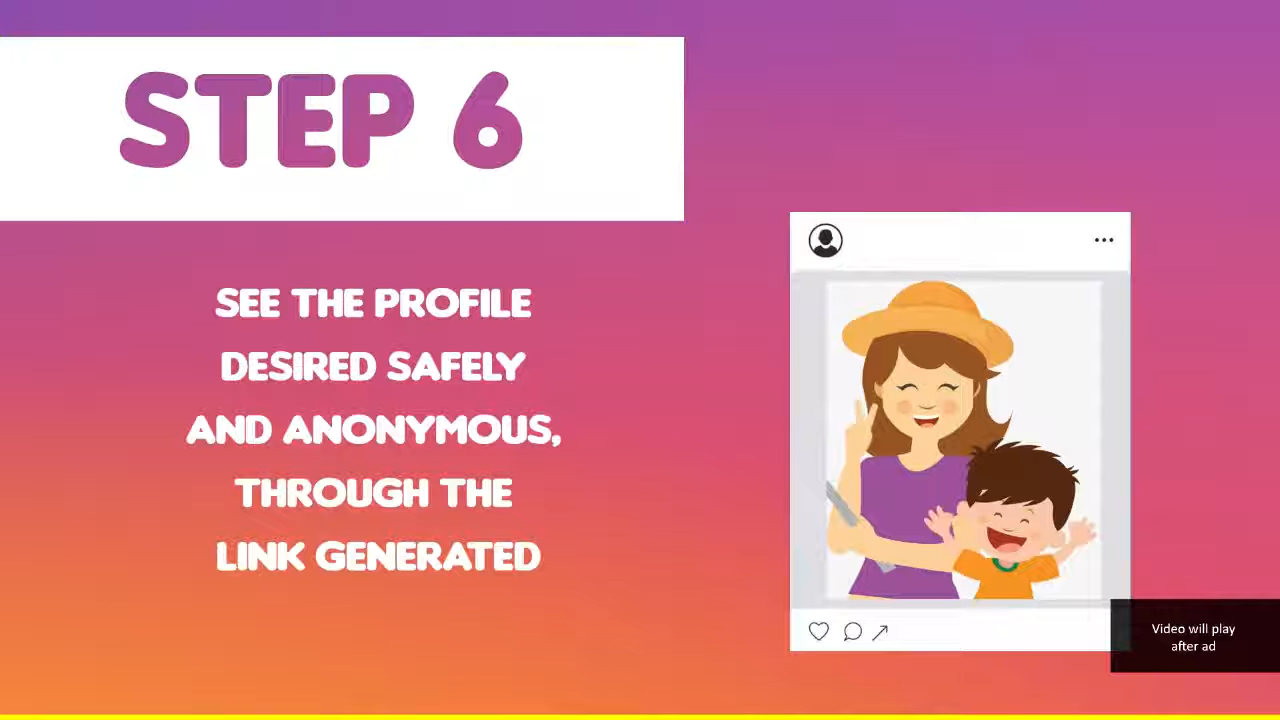 STEP 6
SEE THE PROFILE
DESIRED SAFELY
AND ANONYMOUS,
THROUGH THE
LINK GENERATED
Video will play
after ad